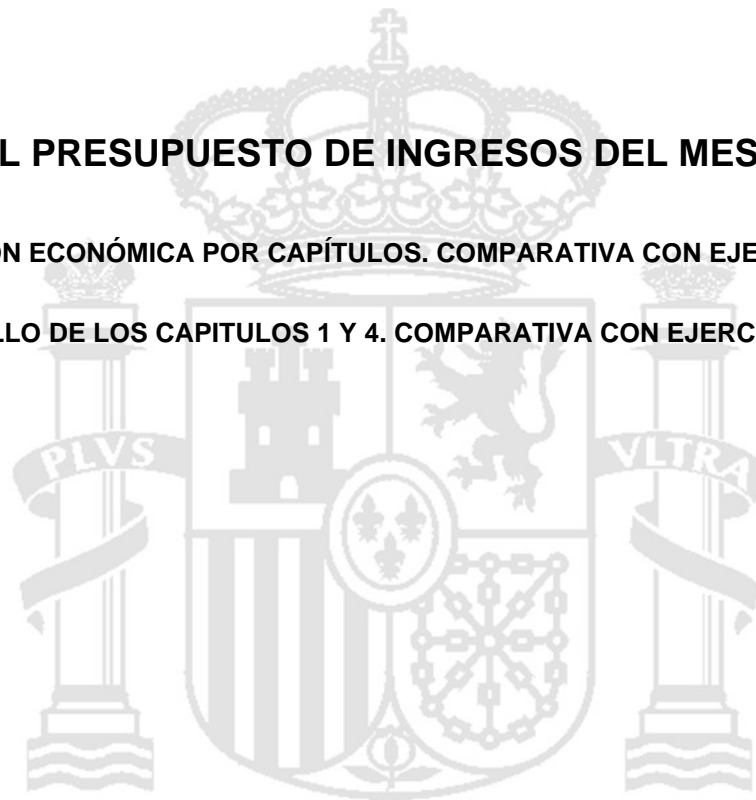 L PRESUPUESTO DE INGRESOS DEL MES
ÓN ECONÓMICA POR CAPÍTULOS. COMPARATIVA CON EJE
LLO DE LOS CAPITULOS 1 Y 4. COMPARATIVA CON EJERC
PLVS VLTRA